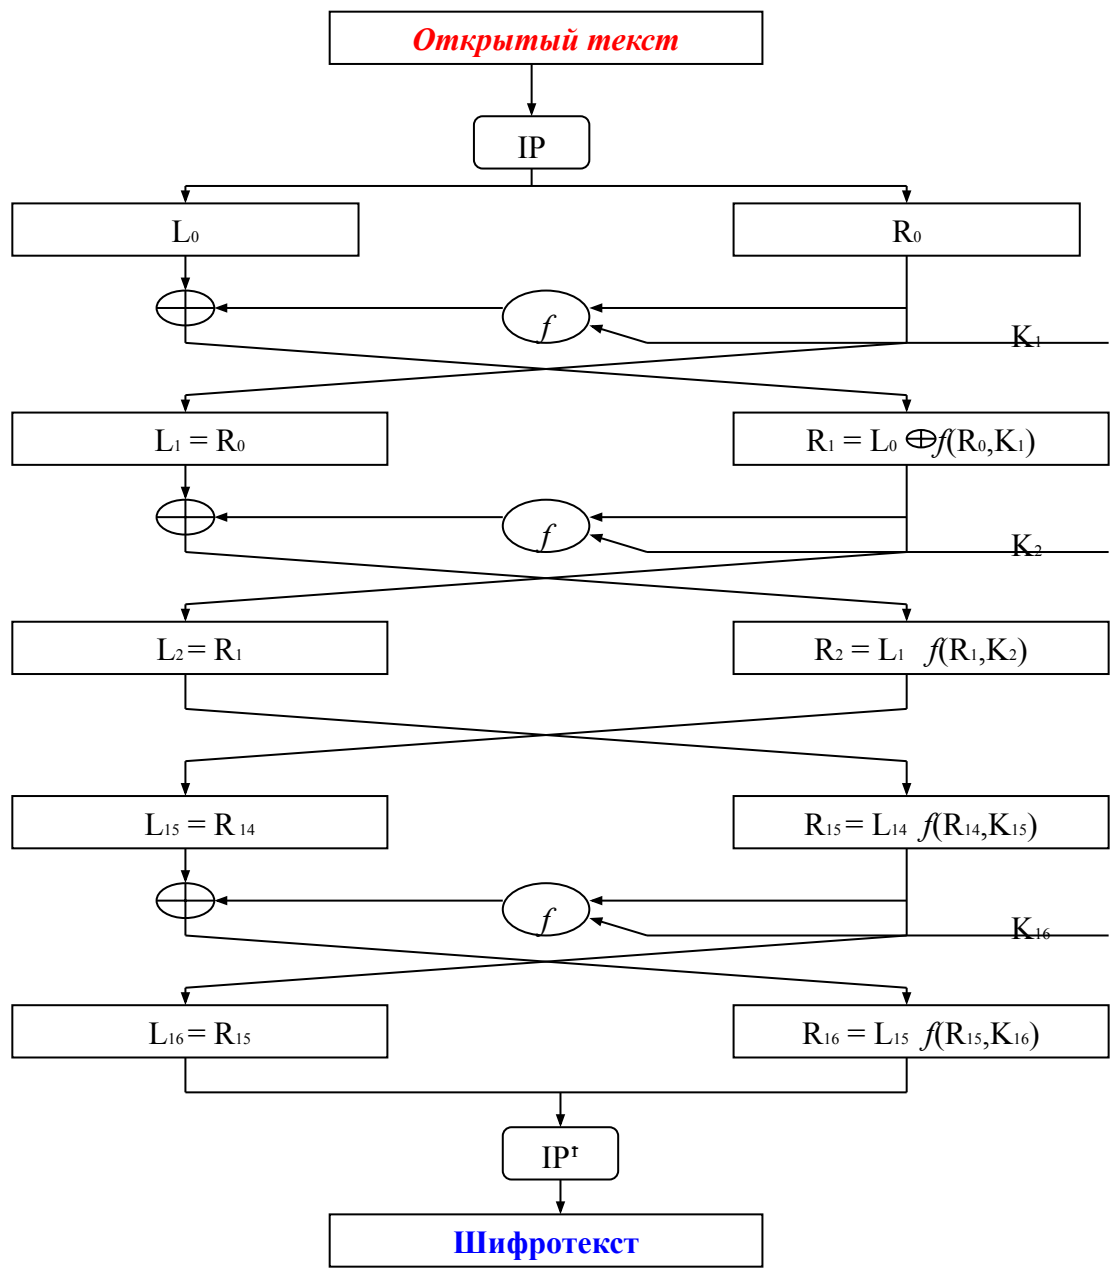 Открытый текст
IP
L₀
R₀
f
K₁
L₁ = R₀
R₁ = L₀ ⊕f(R₀,K₁)
f
K₂
L₂ = R₁
R₂ = L₁ f(R₁,K₂)
L₁₅ = R₁₄
R₁₅ = L₁₄ f(R₁₄,K₁₅)
f
K₁₆
L₁₆ = R₁₅
R₁₆ = L₁₅ f(R₁₅,K₁₆)
IP⁻¹
Шифротекст